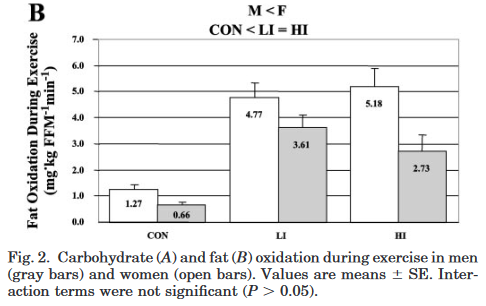 B
M < F
CON < LI = HI
Fat Oxidation During Exercise
(mg*kg FFM-1min-1)
7.0
6.0
5.0
4.0
3.0
2.0
1.0
0.0
1.27
0.66
4.77
3.61
5.18
2.73
CON
LI
HI
Fig. 2. Carbohydrate (A) and fat (B) oxidation during exercise in men
(gray bars) and women (open bars). Values are means ± SE. Inter-
action terms were not significant (P > 0.05).